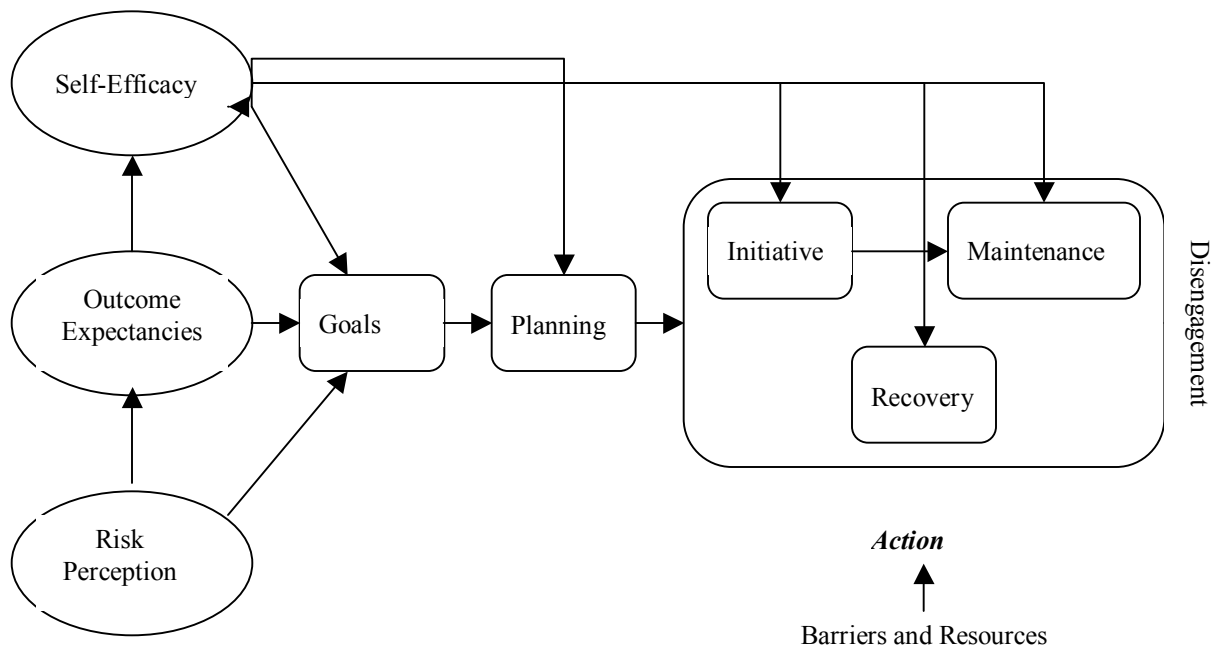 Self-Efficacy
Outcome
Expectancies
Risk
Perception
Goals
Planning
Initiative
Maintenance
Recovery
Disengagement
Action
Barriers and Resources